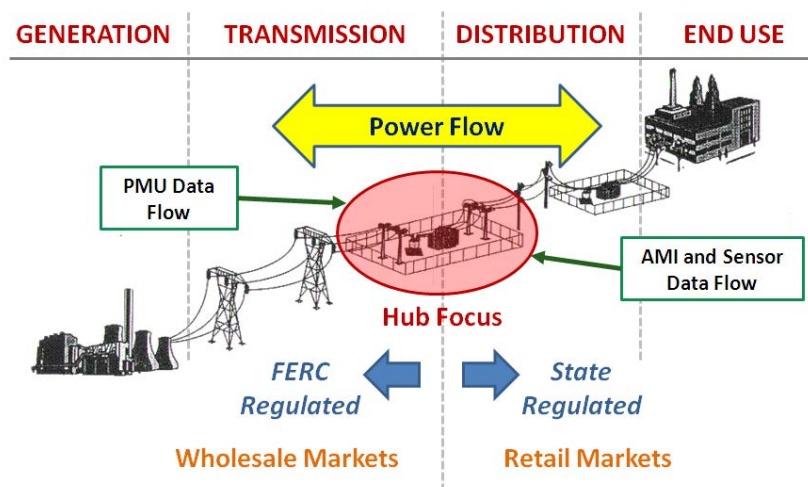 GENERATION
TRANSMISSION
DISTRIBUTION
END USE
Power Flow
PMU Data
Flow
AMI and Sensor
Data Flow
Hub Focus
FERC
Regulated
State
Regulated
Wholesale Markets
Retail Markets